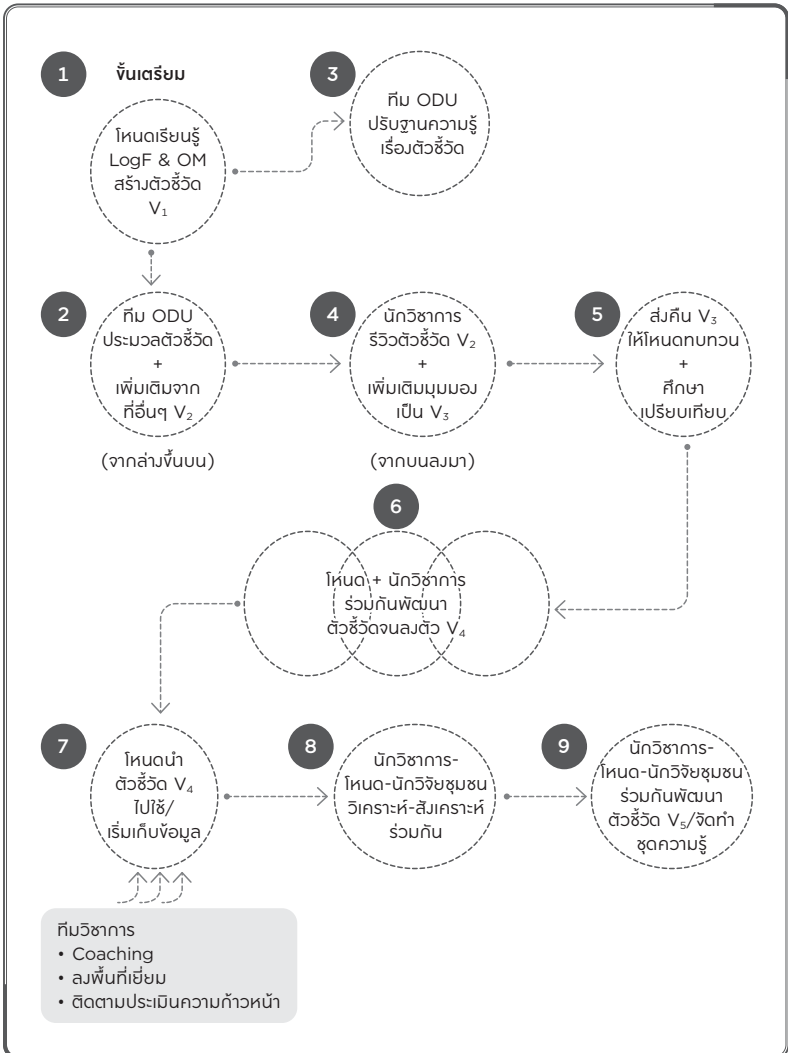 1
ขั้นเตรียม
โหนดเรียนรู้
LogF & OM
สร้างตัวชี้วัด
V₁
3
ทีม ODU
ปรับฐานความรู้
เรื่องตัวชี้วัด
2
ทีม ODU
ประมวลตัวชี้วัด
+
เพิ่มเติมจาก
ที่อื่นๆ V₂
(จากล่างขึ้นบน)
4
นักวิชาการ
รีวิวตัวชี้วัด V₂
+
เพิ่มเติมมุมมอง
เป็น V₃
(จากบนลงมา)
5
ส่งคืน V₃
ให้โหนดทบทวน
+
ศึกษา
เปรียบเทียบ
6
โหนด + นักวิชาการ
ร่วมกันพัฒนา
ตัวชี้วัดจนลงตัว V₄
7
โหนดนำ
ตัวชี้วัด V₄
ไปใช้/
เริ่มเก็บข้อมูล
8
นักวิชาการ-
โหนด-นักวิจัยชุมชน
วิเคราะห์-สังเคราะห์
ร่วมกัน
9
นักวิชาการ-
โหนด-นักวิจัยชุมชน
ร่วมกันพัฒนา
ตัวชี้วัด V₅/จัดทำ
ชุดความรู้
ทีมวิชาการ
• Coaching
• ลงพื้นที่เยี่ยม
• ติดตามประเมินความก้าวหน้า